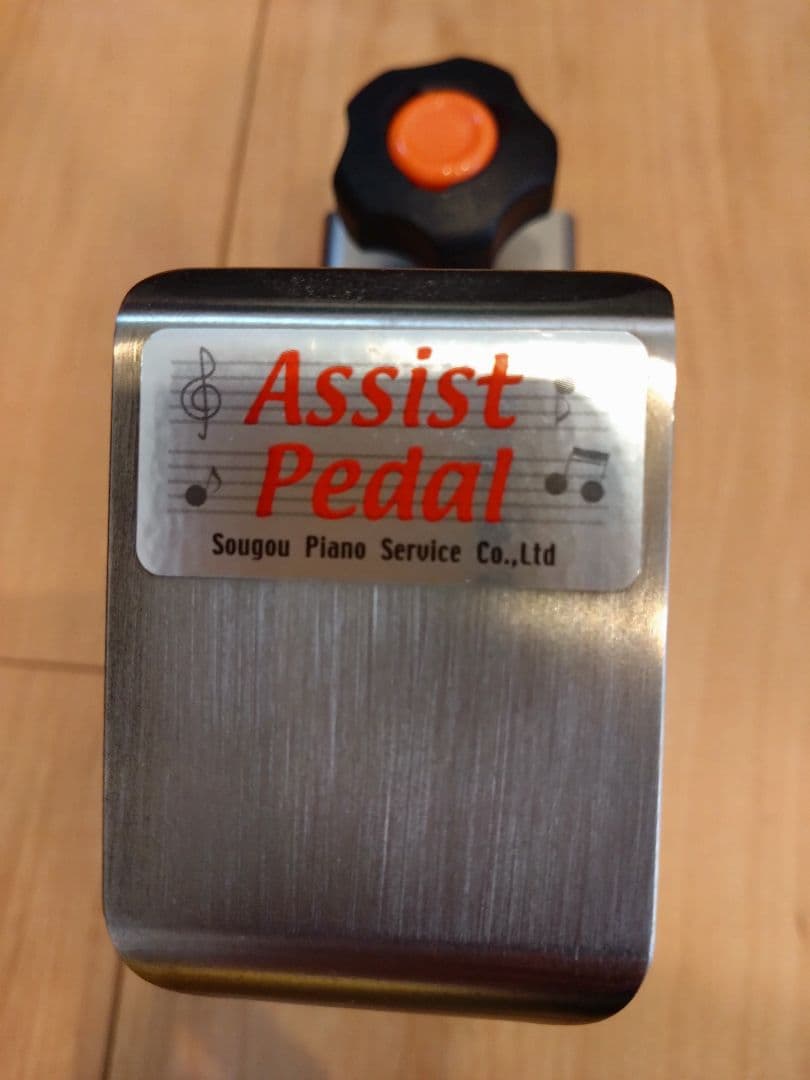 Assist
Pedal
Sougou Piano Service Co.,Ltd